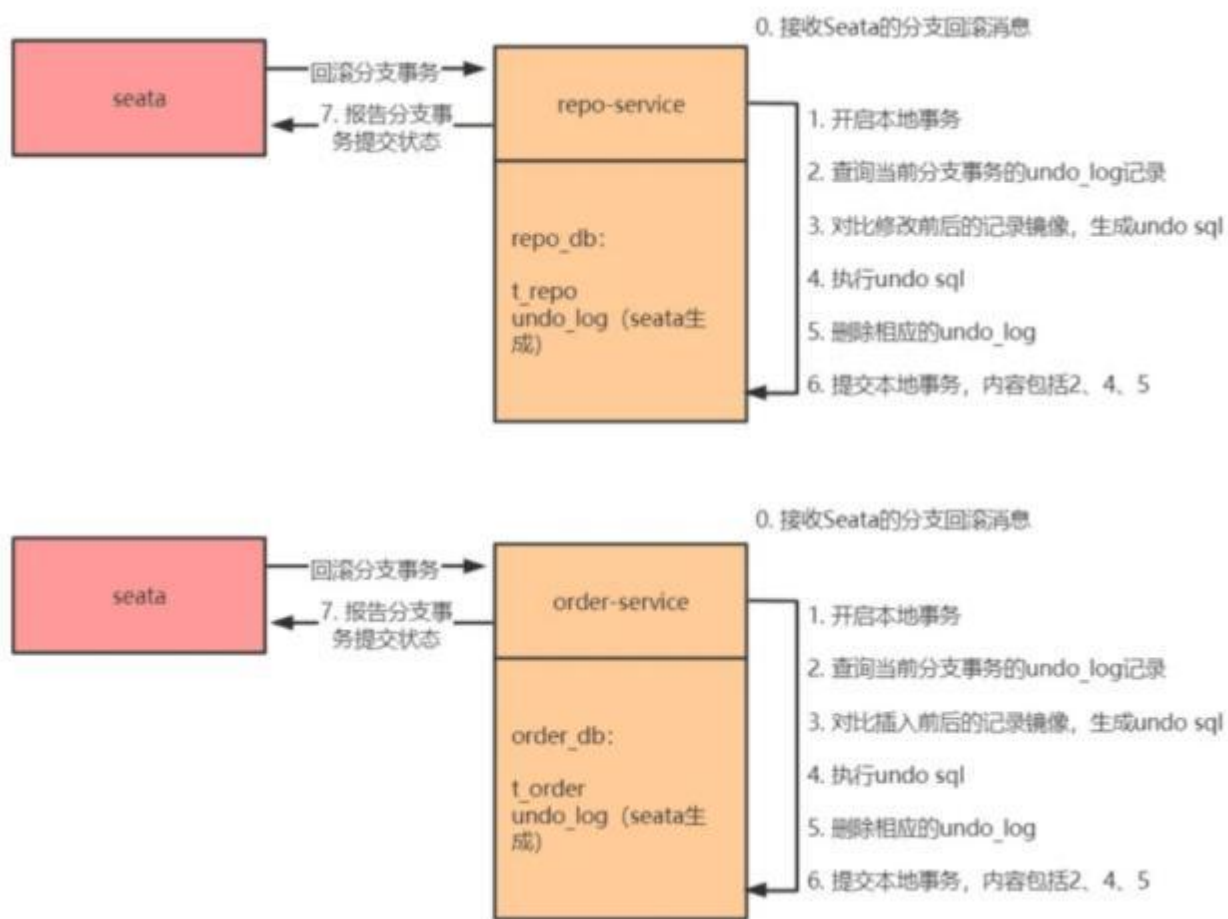 0. 接收Seata的分支回滚消息
seata
回滚分支事务
7. 报告分支事
务提交状态
repo-service
repo_db：
t_repo
undo_log（seata生
成）
1. 开启本地事务
2. 查询当前分支事务的undo_log记录
3. 对比修改前后的记录镜像，生成undo sql
4. 执行undo sql
5. 删除相应的undo_log
6. 提交本地事务，内容包括2、4、5
0. 接收Seata的分支回滚消息
seata
回滚分支事务
7. 报告分支事
务提交状态
order-service
order_db：
t_order
undo_log（seata生
成）
1. 开启本地事务
2. 查询当前分支事务的undo_log记录
3. 对比插入前后的记录镜像，生成undo sql
4. 执行undo sql
5. 删除相应的undo_log
6. 提交本地事务，内容包括2、4、5